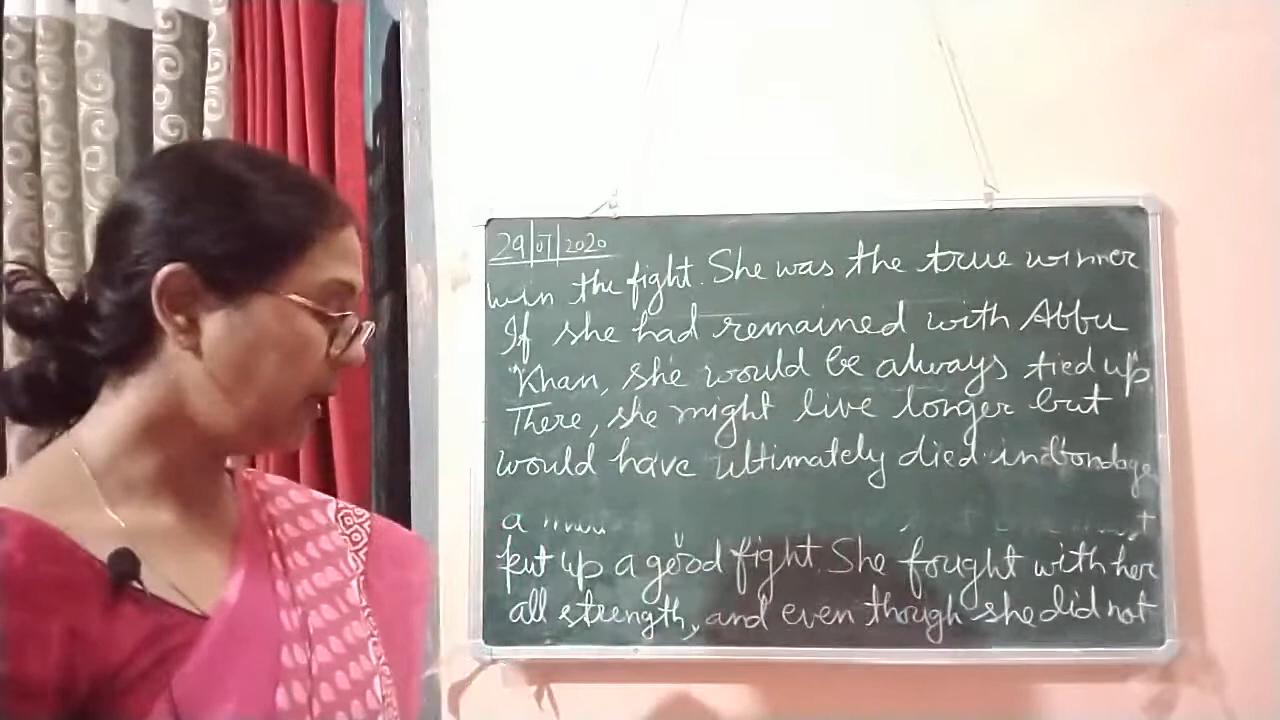 29/07/2020
win the fight. She was the true winner
If she had remained with Abbu
Khan, she would be always tied up.
There, she might live longer but
would have ultimately died in bondage
a
put up a good fight. She fought with her
all strength, and even though she did not